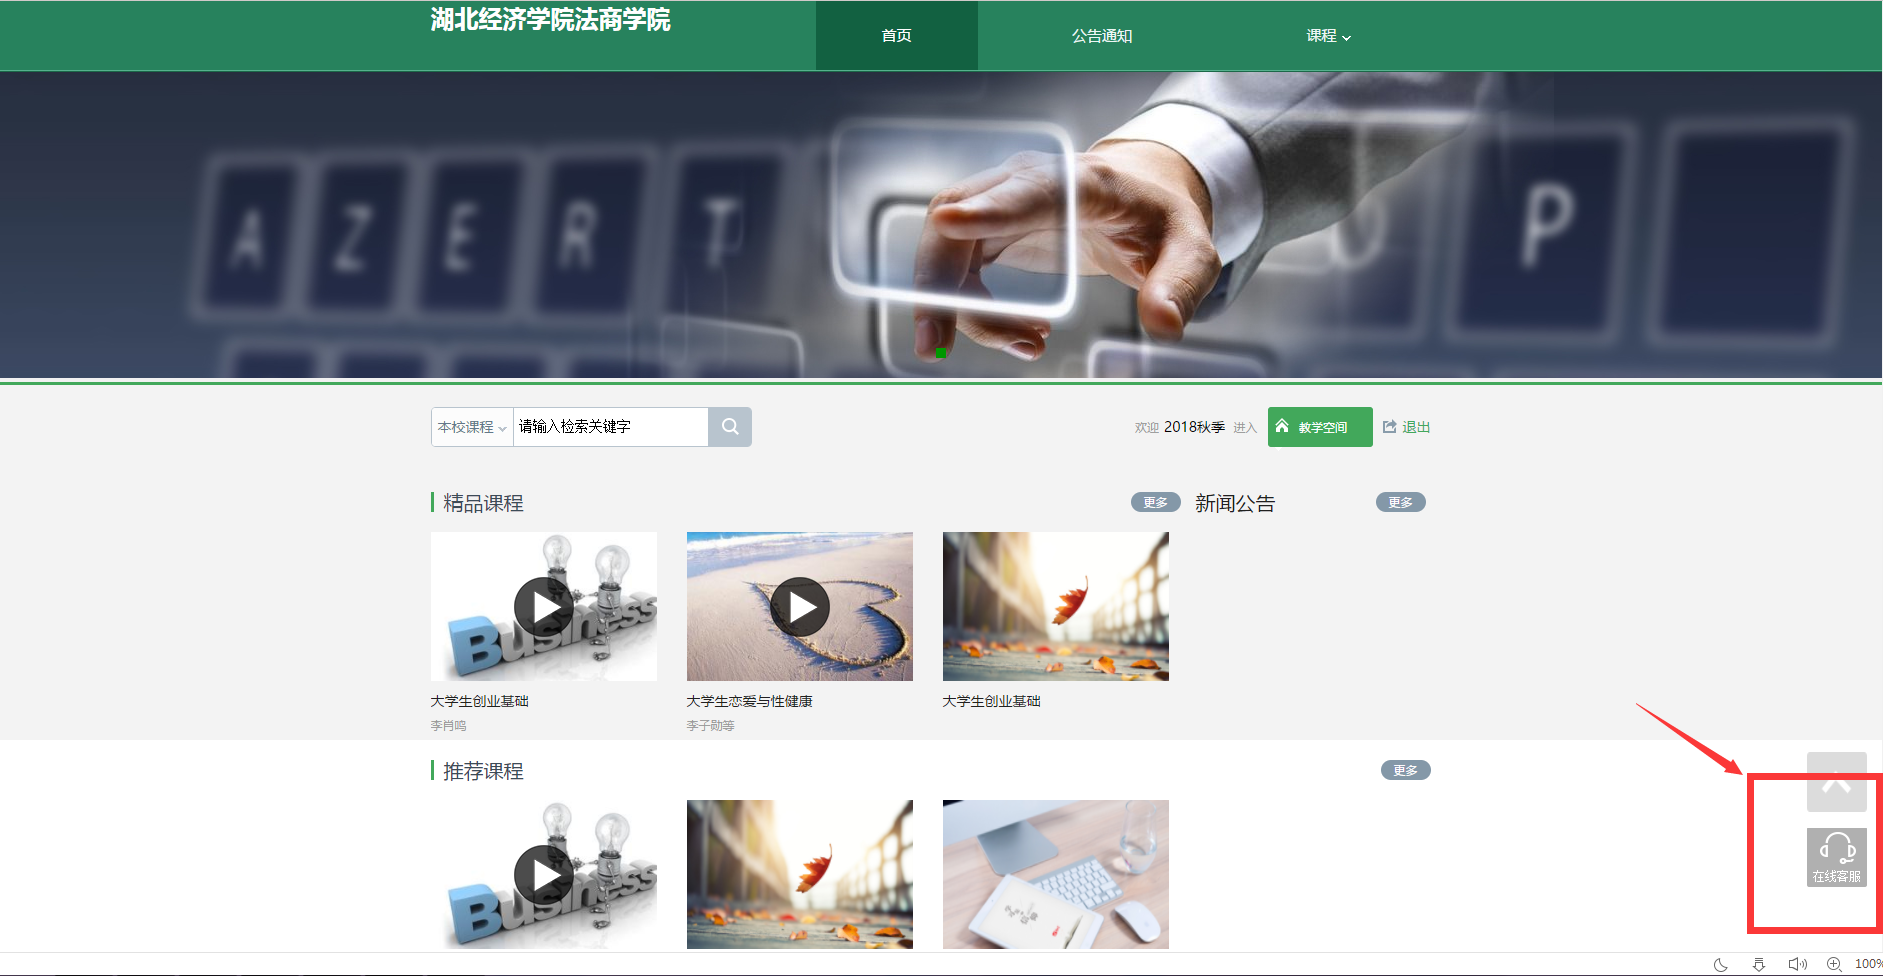 湖北经济学院法商学院
首页
公告通知
课程
A Z E R T P
本校课程
请输入检索关键字
欢迎 2018秋季 进入
教学空间
退出
精品课程
更多
新闻公告
更多
Business
大学生创业基础
李肖鸣
大学生恋爱与性健康
李子勋等
大学生创业基础
推荐课程
更多
Business
在线客服
100%